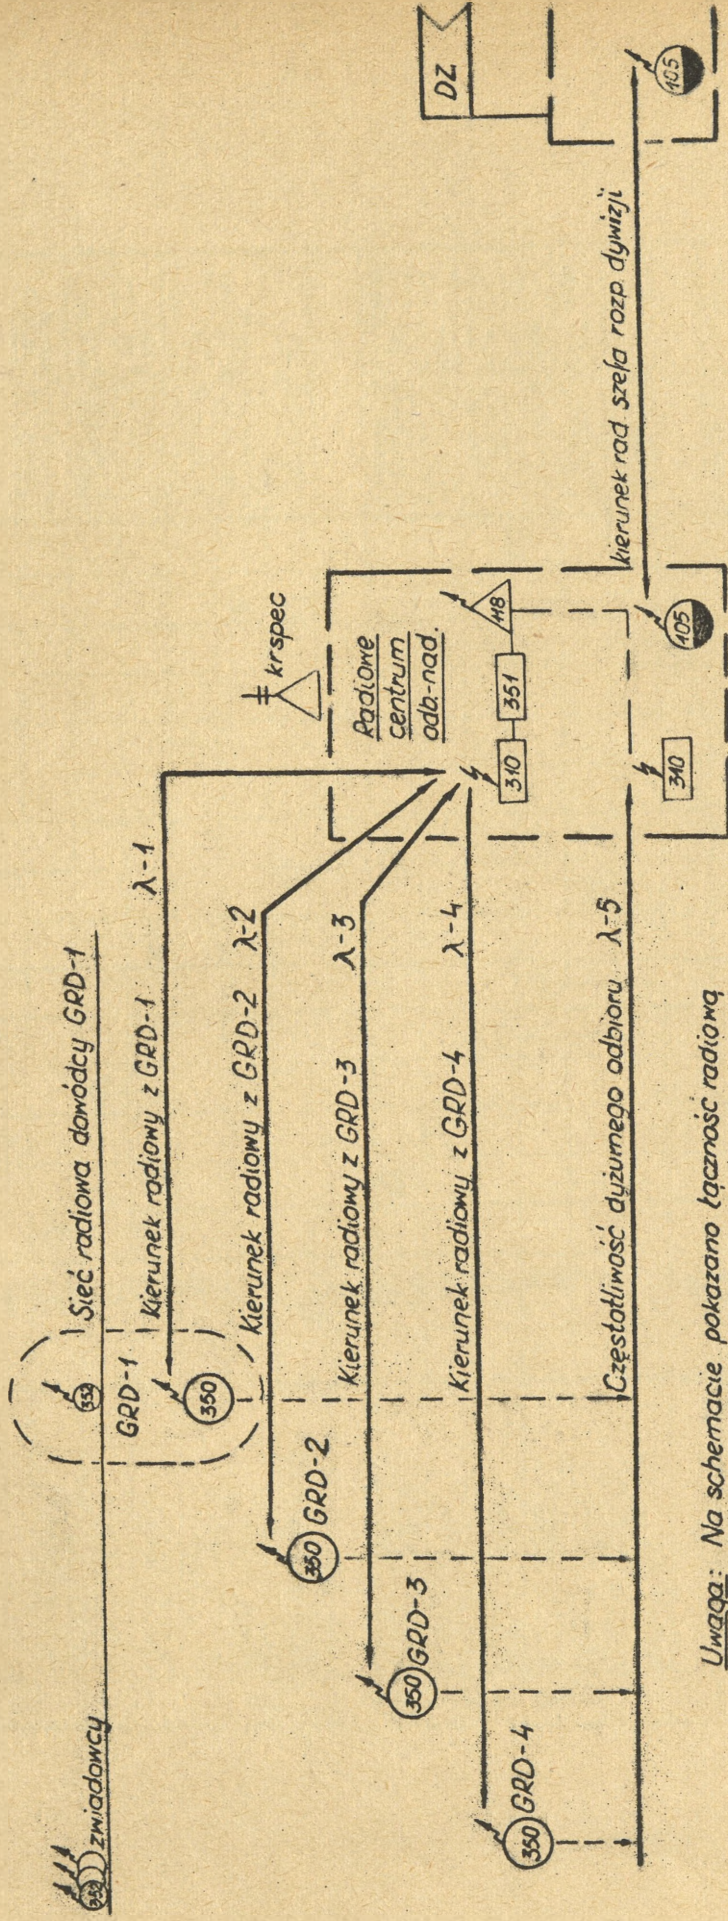 352 zwiadowcy
332
Sieć radiowa dowódcy GRD-1
GRD-1
350
Kierunek radiowy z GRD-1 λ-1
Kierunek radiowy z GRD-2 λ-2
350 GRD-2
Kierunek radiowy z GRD-3 λ-3
350 GRD-3
Kierunek radiowy z GRD-4 λ-4
350 GRD-4
Częstotliwość dyżurnego odbioru λ-5
krspec
Radiowe
centrum
odb.-nad.
310
351
118
310
105
kierunek rad szefa rozp. dywizji
DZ
105
Uwaga: Na schemacie pokazano łączność radiową